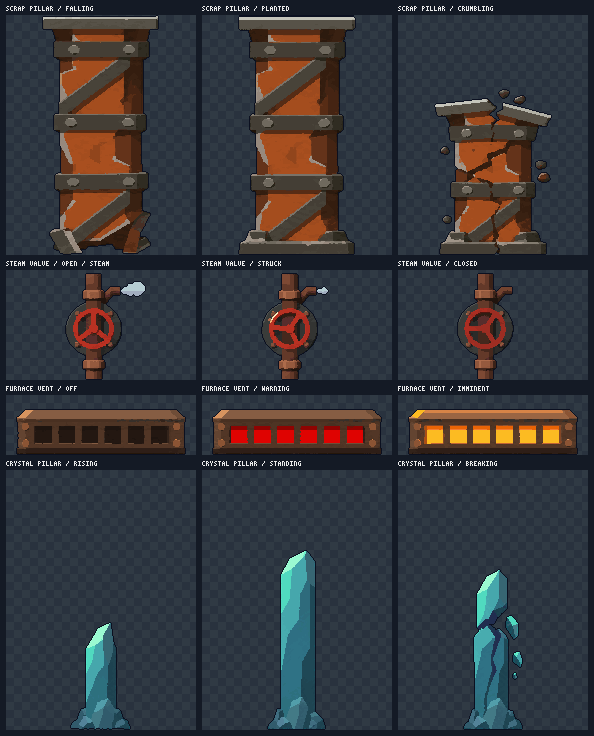 SCRAP PILLAR / FALLING
SCRAP PILLAR / PLANTED
SCRAP PILLAR / CRUMBLING
STEAM VALVE / OPEN / STEAM
STEAM VALVE / STRUCK
STEAM VALVE / CLOSED
FURNACE VENT / OFF
FURNACE VENT / WARNING
FURNACE VENT / IMMINENT
CRYSTAL PILLAR / RISING
CRYSTAL PILLAR / STANDING
CRYSTAL PILLAR / BREAKING